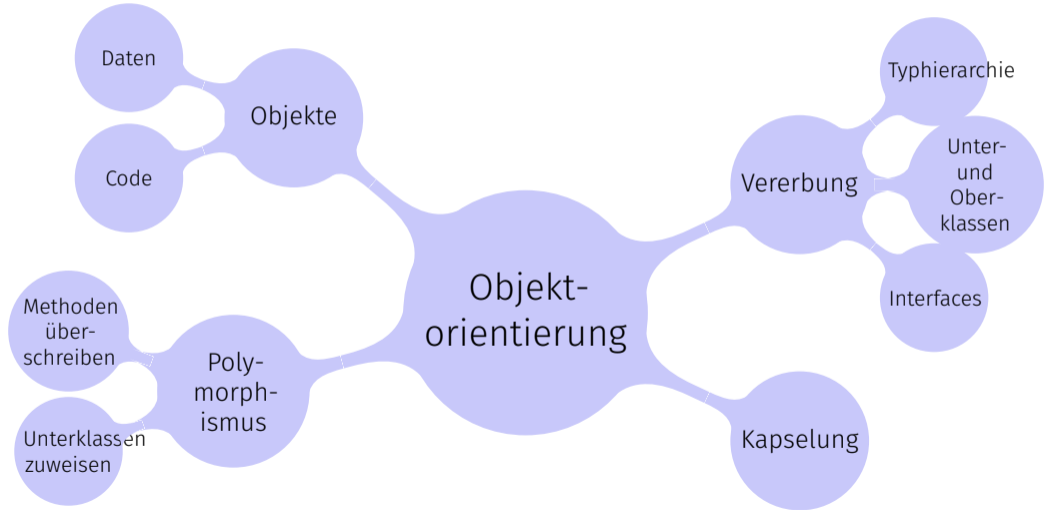 Daten
Code
Objekte
Typhierarchie
Unter-
und
Ober-
klassen
Vererbung
Interfaces
Objekt-
orientierung
Methoden
über-
schreiben
Unterklassen
zuweisen
Poly-
morph-
ismus
Kapselung